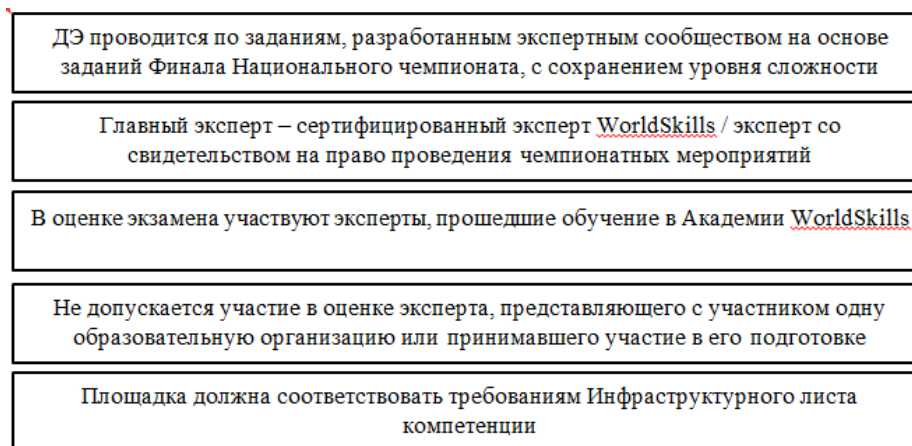 ДЭ проводится по заданиям, разработанным экспертным сообществом на основе
заданий Финала Национального чемпионата, с сохранением уровня сложности
Главный эксперт – сертифицированный эксперт WorldSkills / эксперт со
свидетельством на право проведения чемпионатных мероприятий
В оценке экзамена участвуют эксперты, прошедшие обучение в Академии WorldSkills
Не допускается участие в оценке эксперта, представляющего с участником одну
образовательную организацию или принимавшего участие в его подготовке
Площадка должна соответствовать требованиям Инфраструктурного листа
компетенции